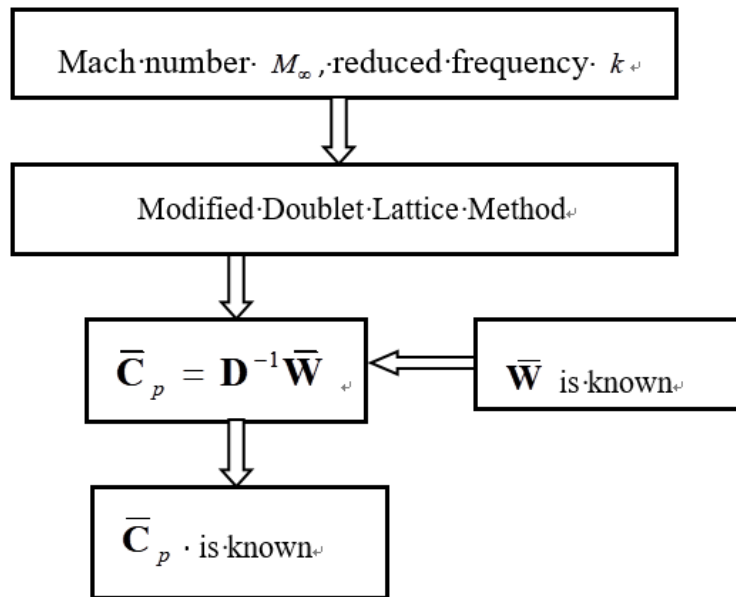 Mach·number· M∞,·reduced·frequency· k↵
Modified·Doublet·Lattice·Method↵
C̅p = D⁻¹W̅ ↵
W̅ is·known↵
C̅p · is·known↵